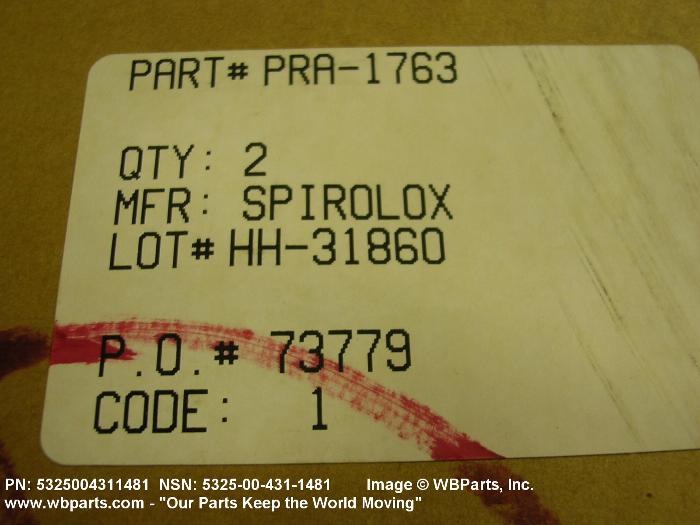 PART# PRA-1763
QTY: 2
MFR: SPIROLOX
LOT# HH-31860
P.O.# 73779
CODE: 1
PN: 5325004311481 NSN: 5325-00-431-1481 Image © WBParts, Inc.
www.wbparts.com - "Our Parts Keep the World Moving"